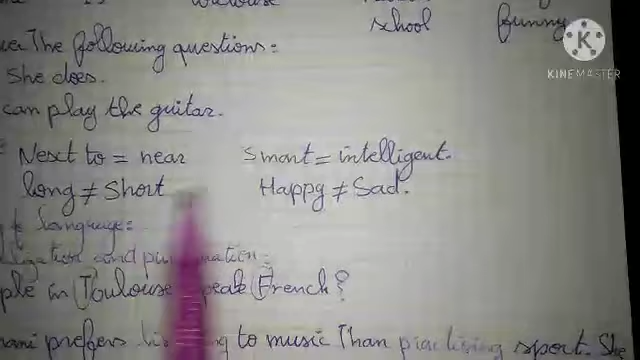 school funny
KINEMASTER
The following questions:
She does.
can play the guitar.
Next to = near Smart = intelligent.
long ≠ Short Happy ≠ Sad.
Language:
in Toulouse speak French?
prefers to music Than practising sport. She